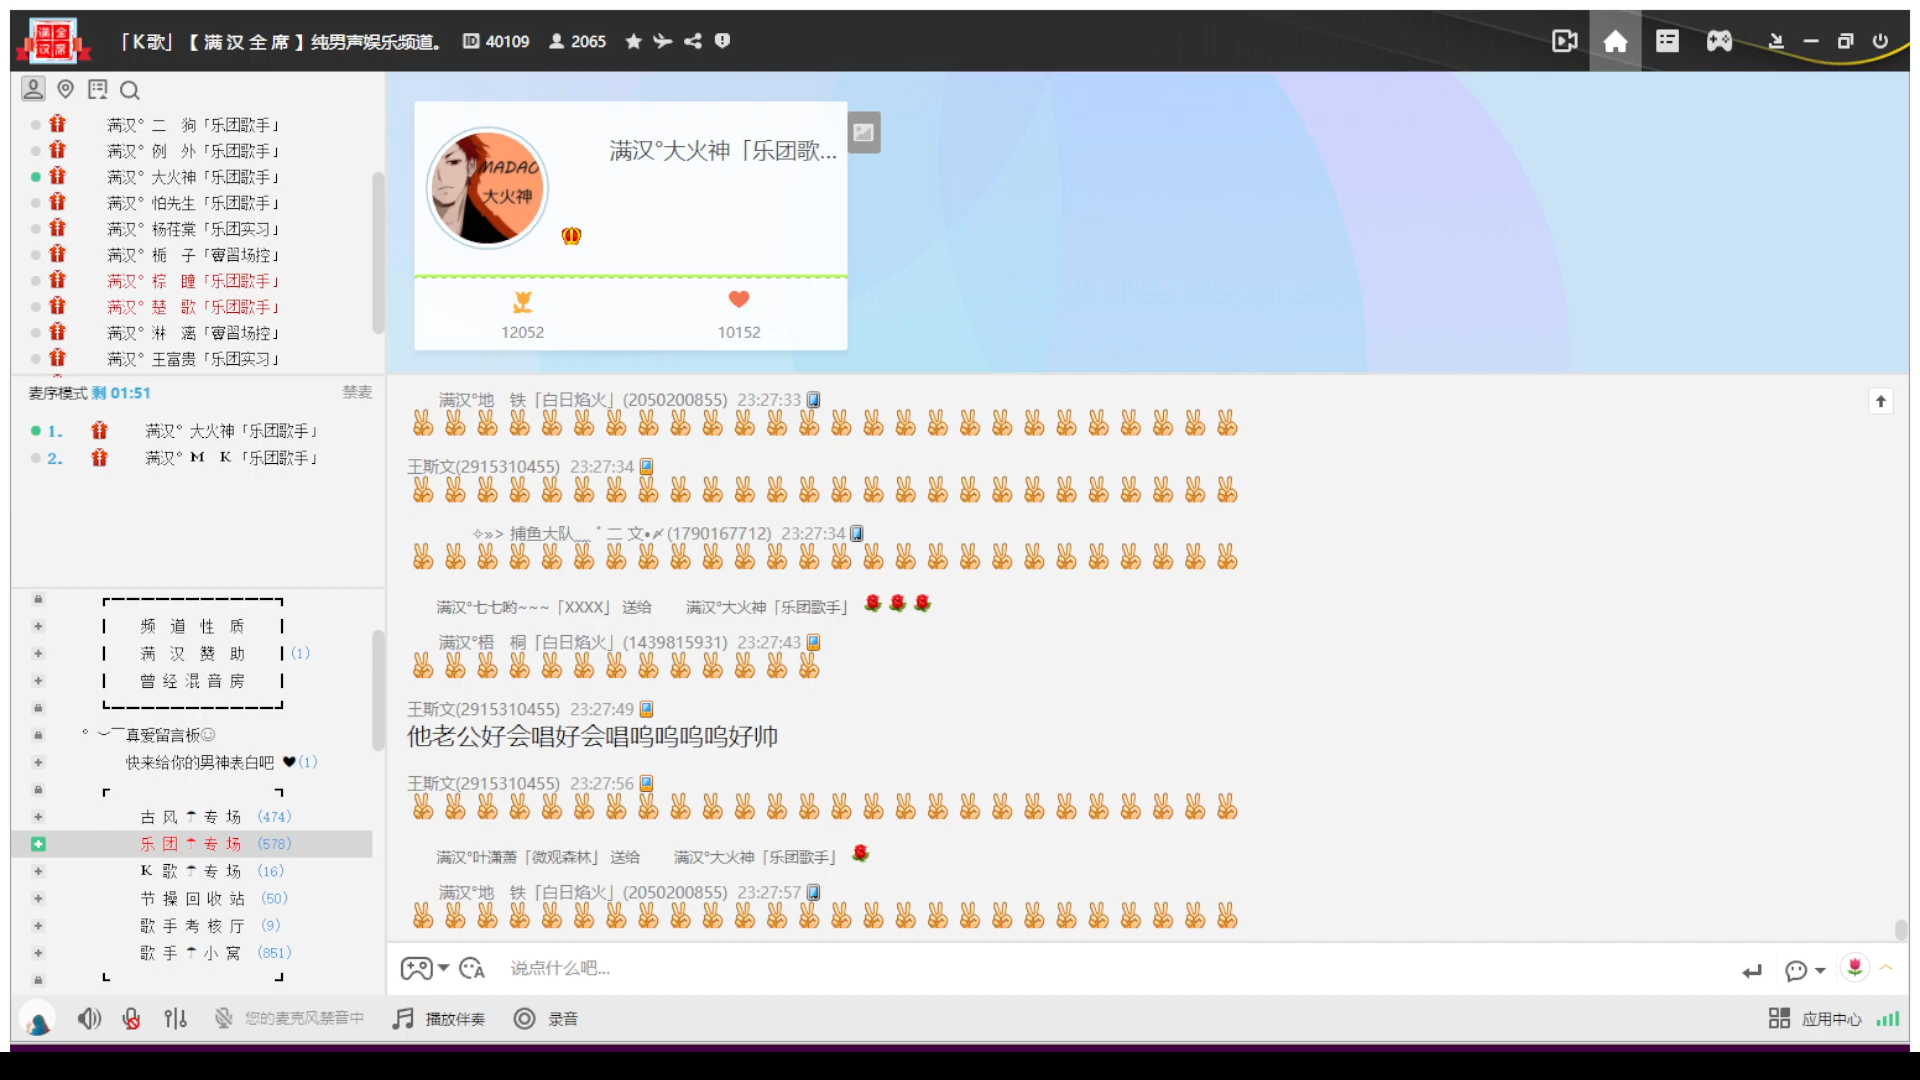 满全
汉席
「K歌」【 满 汉 全 席 】纯男声娱乐频道。 ID 40109 2065
满汉° 二 狗「乐团歌手」
满汉° 例 外「乐团歌手」
满汉° 大火神「乐团歌手」
满汉° 怕先生「乐团歌手」
满汉° 杨荏棠「乐团实习」
满汉° 栀 子「實習场控」
满汉° 棕 瞳「乐团歌手」
满汉° 楚 歌「乐团歌手」
满汉° 淋 漓「實習场控」
满汉° 王富贵「乐团实习」
麦序模式 剩 01:51 禁麦
1. 满汉° 大火神「乐团歌手」
2. 满汉° M K「乐团歌手」
频 道 性 质
满 汉 赞 助 (1)
曾 经 混 音 房
° ︶￣真爱留言板☺
快来给你的男神表白吧 ♥(1)
古 风 ☂ 专 场 (474)
乐 团 ☂ 专 场 (578)
K 歌 ☂ 专 场 (16)
节 操 回 收 站 (50)
歌 手 考 核 厅 (9)
歌 手 ☂ 小 窝 (851)
MADAO
大火神
满汉°大火神「乐团歌...
12052 10152
满汉°地 铁「白日焰火」(2050200855) 23:27:33
王斯文(2915310455) 23:27:34
✧»> 捕鱼大队﹏ﾞ二 文•〆(1790167712) 23:27:34
满汉°七七哟~~~「XXXX」 送给 满汉°大火神「乐团歌手」
满汉°梧 桐「白日焰火」(1439815931) 23:27:43
王斯文(2915310455) 23:27:49
他老公好会唱好会唱呜呜呜呜好帅
王斯文(2915310455) 23:27:56
满汉°叶潇萧「微观森林」 送给 满汉°大火神「乐团歌手」
满汉°地 铁「白日焰火」(2050200855) 23:27:57
说点什么吧...
您的麦克风禁音中 播放伴奏 录音 应用中心